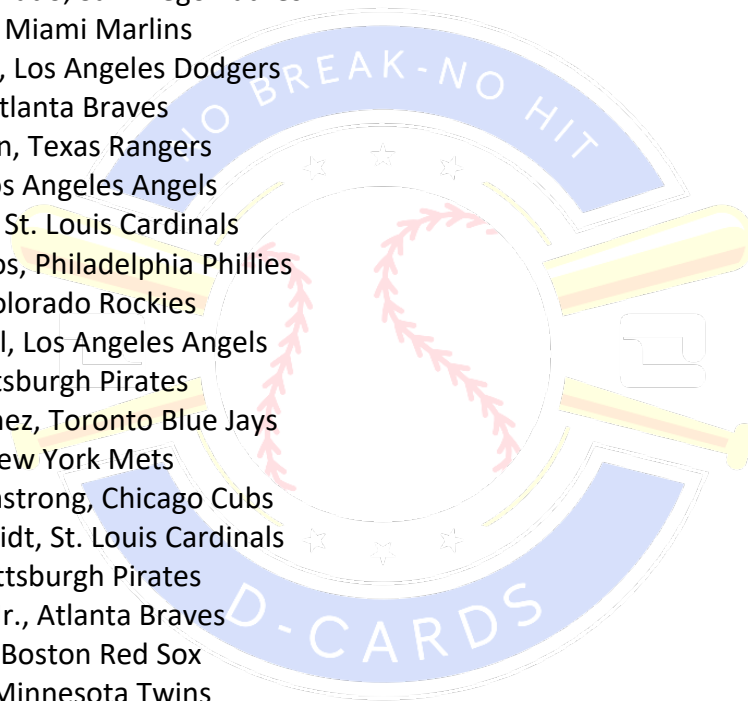 Miami Marlins
, Los Angeles Dodgers
tlanta Braves
n, Texas Rangers
os Angeles Angels
St. Louis Cardinals
os, Philadelphia Phillies
olorado Rockies
l, Los Angeles Angels
tsburgh Pirates
nez, Toronto Blue Jays
ew York Mets
nstrong, Chicago Cubs
idt, St. Louis Cardinals
ttsburgh Pirates
r., Atlanta Braves
Boston Red Sox
Minnesota Twins
NO BREAK-NO HIT
D-CARDS